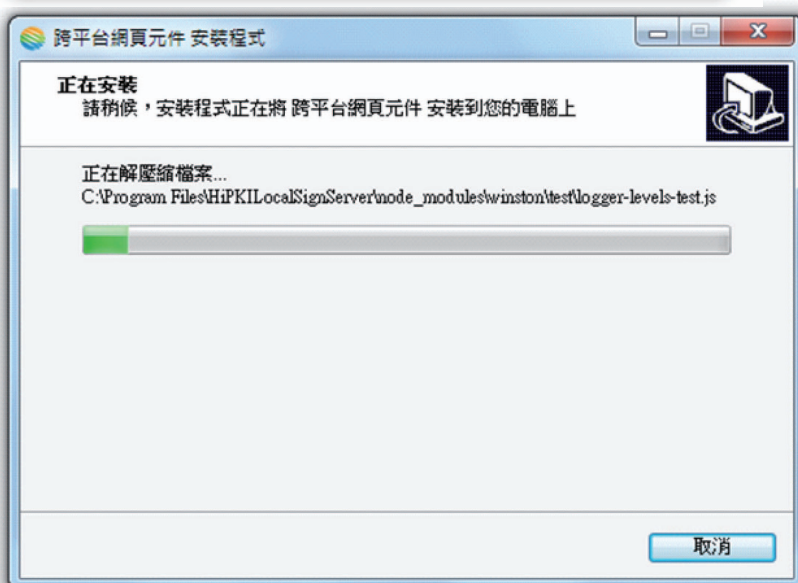 跨平台網頁元件 安裝程式
正在安裝
請稍候，安裝程式正在將 跨平台網頁元件 安裝到您的電腦上
正在解壓縮檔案...
C:\Program Files\HiPKILocalSignServer\node_modules\winston\test\logger-levels-test.js
取消